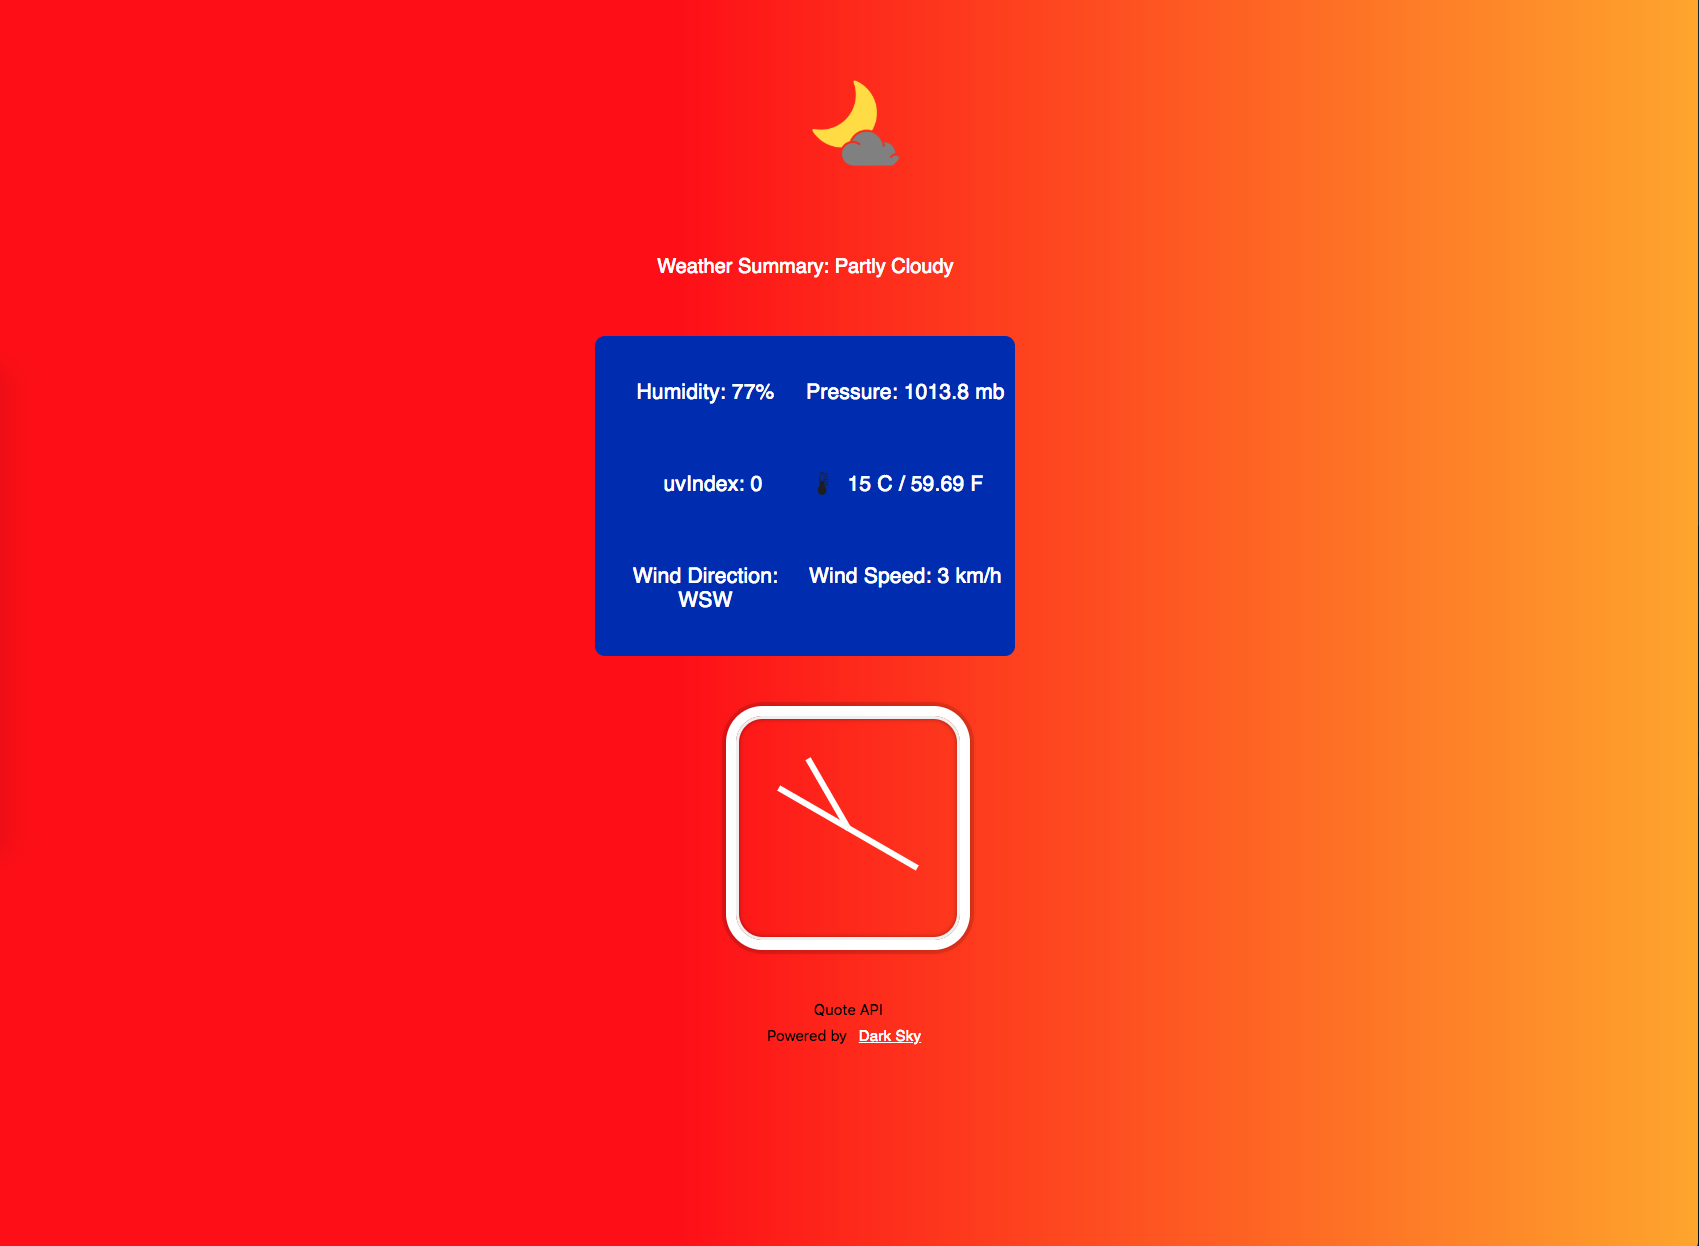 Weather Summary: Partly Cloudy
Humidity: 77%
Pressure: 1013.8 mb
uvIndex: 0
15 C / 59.69 F
Wind Direction:
WSW
Wind Speed: 3 km/h
Quote API
Powered by Dark Sky